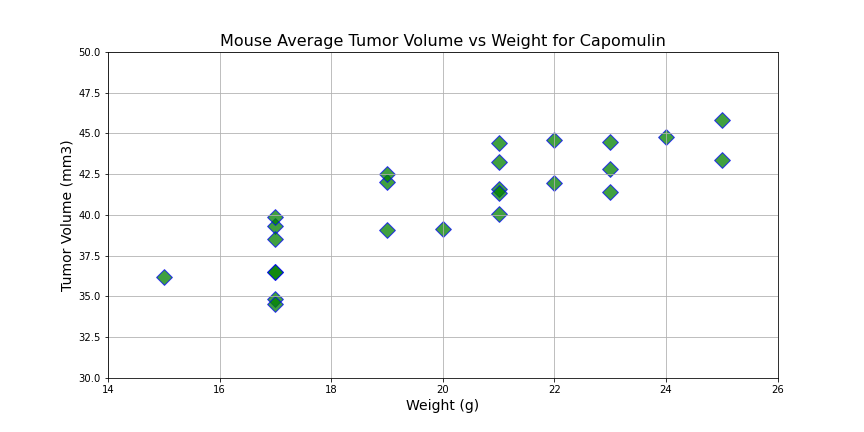 Mouse Average Tumor Volume vs Weight for Capomulin
50.0
47.5
45.0
42.5
40.0
37.5
35.0
32.5
30.0
Tumor Volume (mm3)
14 16 18 20 22 24 26
Weight (g)